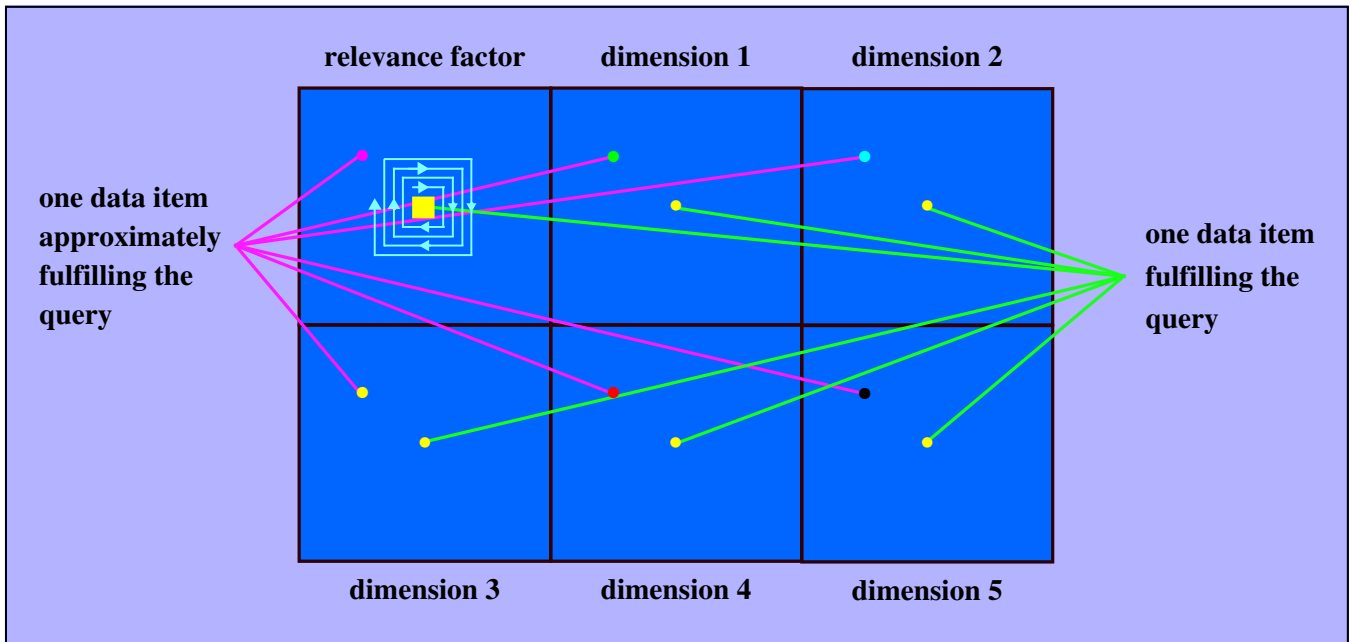 relevance factor
dimension 1
dimension 2
one data item
approximately
fulfilling the
query
one data item
fulfilling the
query
dimension 3
dimension 4
dimension 5